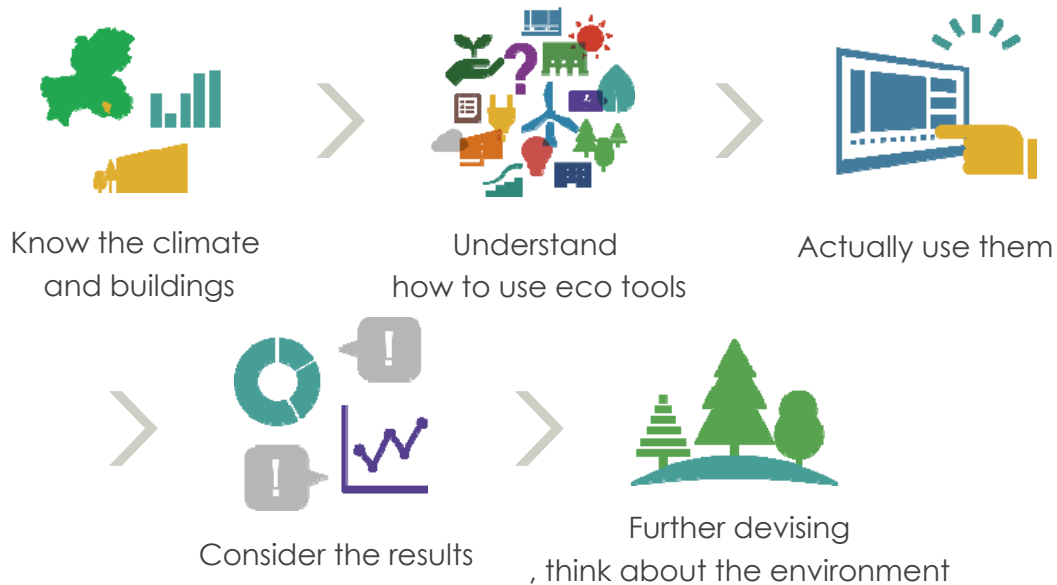 Know the climate
and buildings
Understand
how to use eco tools
Actually use them
Consider the results
Further devising
, think about the environment